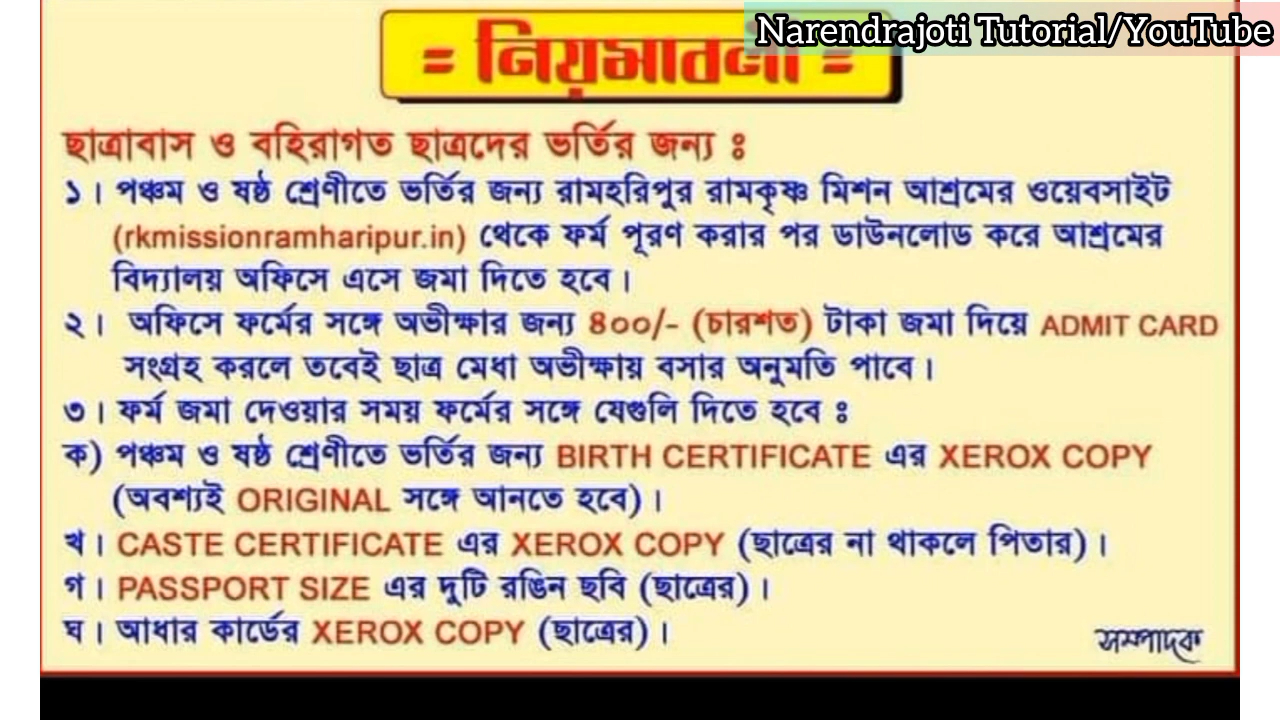 Narendrajoti Tutorial/YouTube
= নিয়মাবলী =
ছাত্রাবাস ও বহিরাগত ছাত্রদের ভর্তির জন্য ঃ
১। পঞ্চম ও ষষ্ঠ শ্রেণীতে ভর্তির জন্য রামহরিপুর রামকৃষ্ণ মিশন আশ্রমের ওয়েবসাইট
(rkmissionramharipur.in) থেকে ফর্ম পূরণ করার পর ডাউনলোড করে আশ্রমের
বিদ্যালয় অফিসে এসে জমা দিতে হবে।
২। অফিসে ফর্মের সঙ্গে অভীক্ষার জন্য ৪০০/- (চারশত) টাকা জমা দিয়ে ADMIT CARD
সংগ্রহ করলে তবেই ছাত্র মেধা অভীক্ষায় বসার অনুমতি পাবে।
৩। ফর্ম জমা দেওয়ার সময় ফর্মের সঙ্গে যেগুলি দিতে হবে ঃ
ক) পঞ্চম ও ষষ্ঠ শ্রেণীতে ভর্তির জন্য BIRTH CERTIFICATE এর XEROX COPY
(অবশ্যই ORIGINAL সঙ্গে আনতে হবে)।
খ। CASTE CERTIFICATE এর XEROX COPY (ছাত্রের না থাকলে পিতার)।
গ। PASSPORT SIZE এর দুটি রঙিন ছবি (ছাত্রের)।
ঘ। আধার কার্ডের XEROX COPY (ছাত্রের)।
সম্পাদক